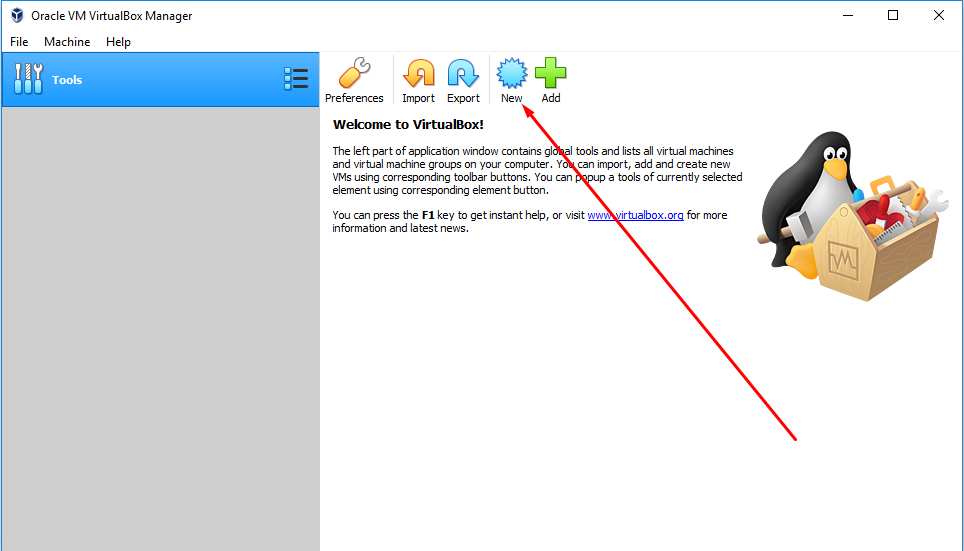 Oracle VM VirtualBox Manager
File Machine Help
Tools
Preferences Import Export New Add
Welcome to VirtualBox!
The left part of application window contains global tools and lists all virtual machines
and virtual machine groups on your computer. You can import, add and create new
VMs using corresponding toolbar buttons. You can popup a tools of currently selected
element using corresponding element button.
You can press the F1 key to get instant help, or visit www.virtualbox.org for more
information and latest news.